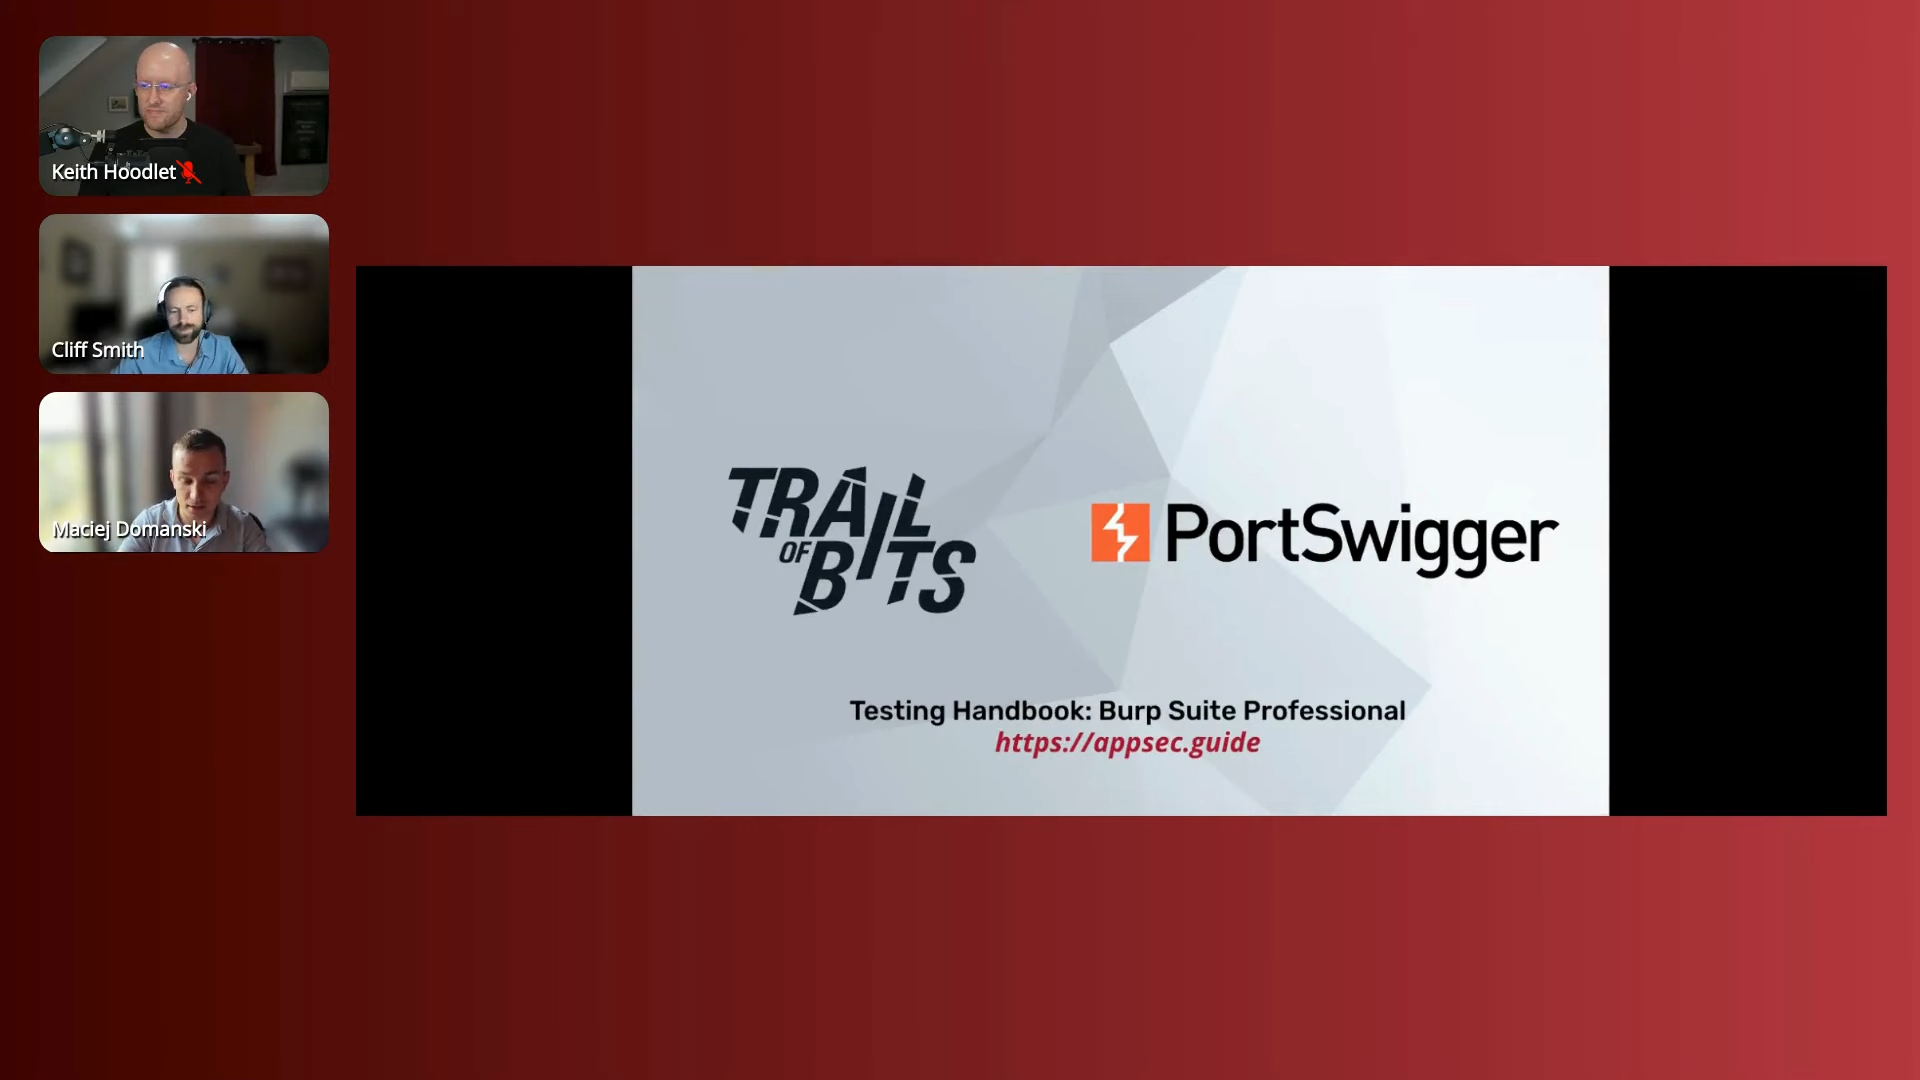 Keith Hoodlet
Cliff Smith
Maciej Domanski
TRAIL
OF BITS
PortSwigger
Testing Handbook: Burp Suite Professional
https://appsec.guide